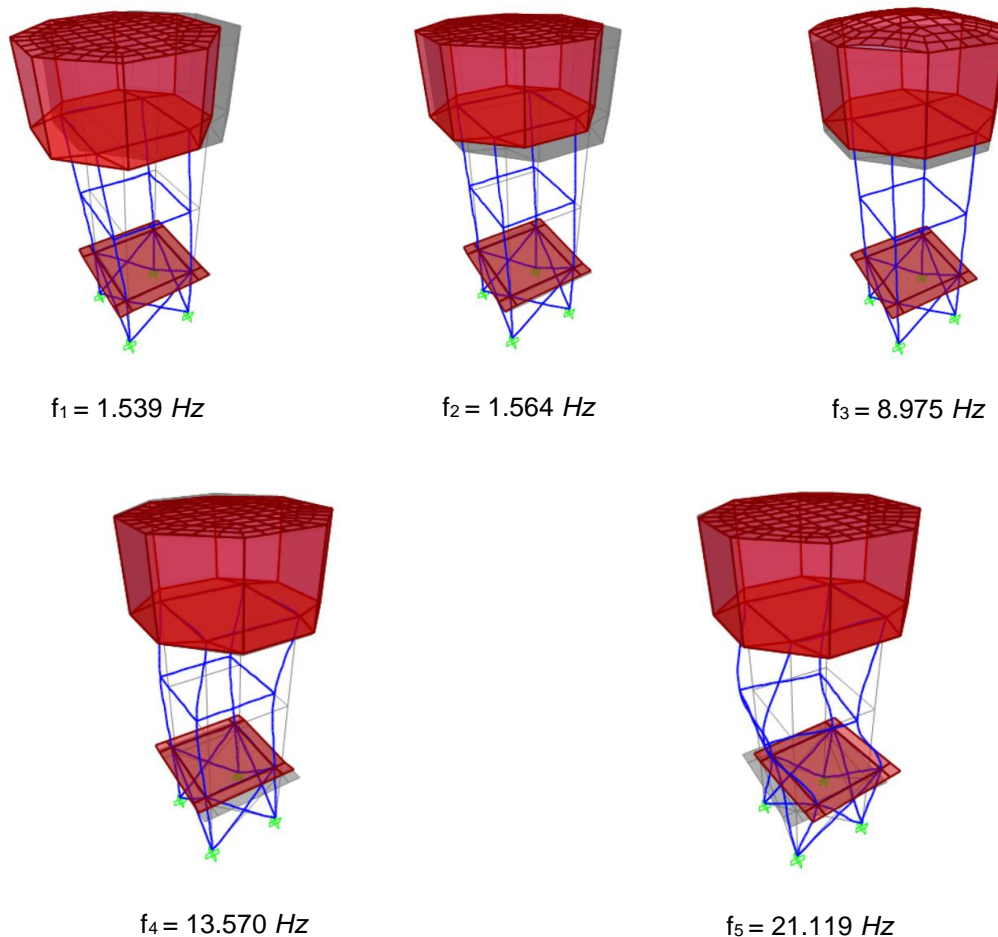 f₁ = 1.539 Hz
f₂ = 1.564 Hz
f₃ = 8.975 Hz
f₄ = 13.570 Hz
f₅ = 21.119 Hz